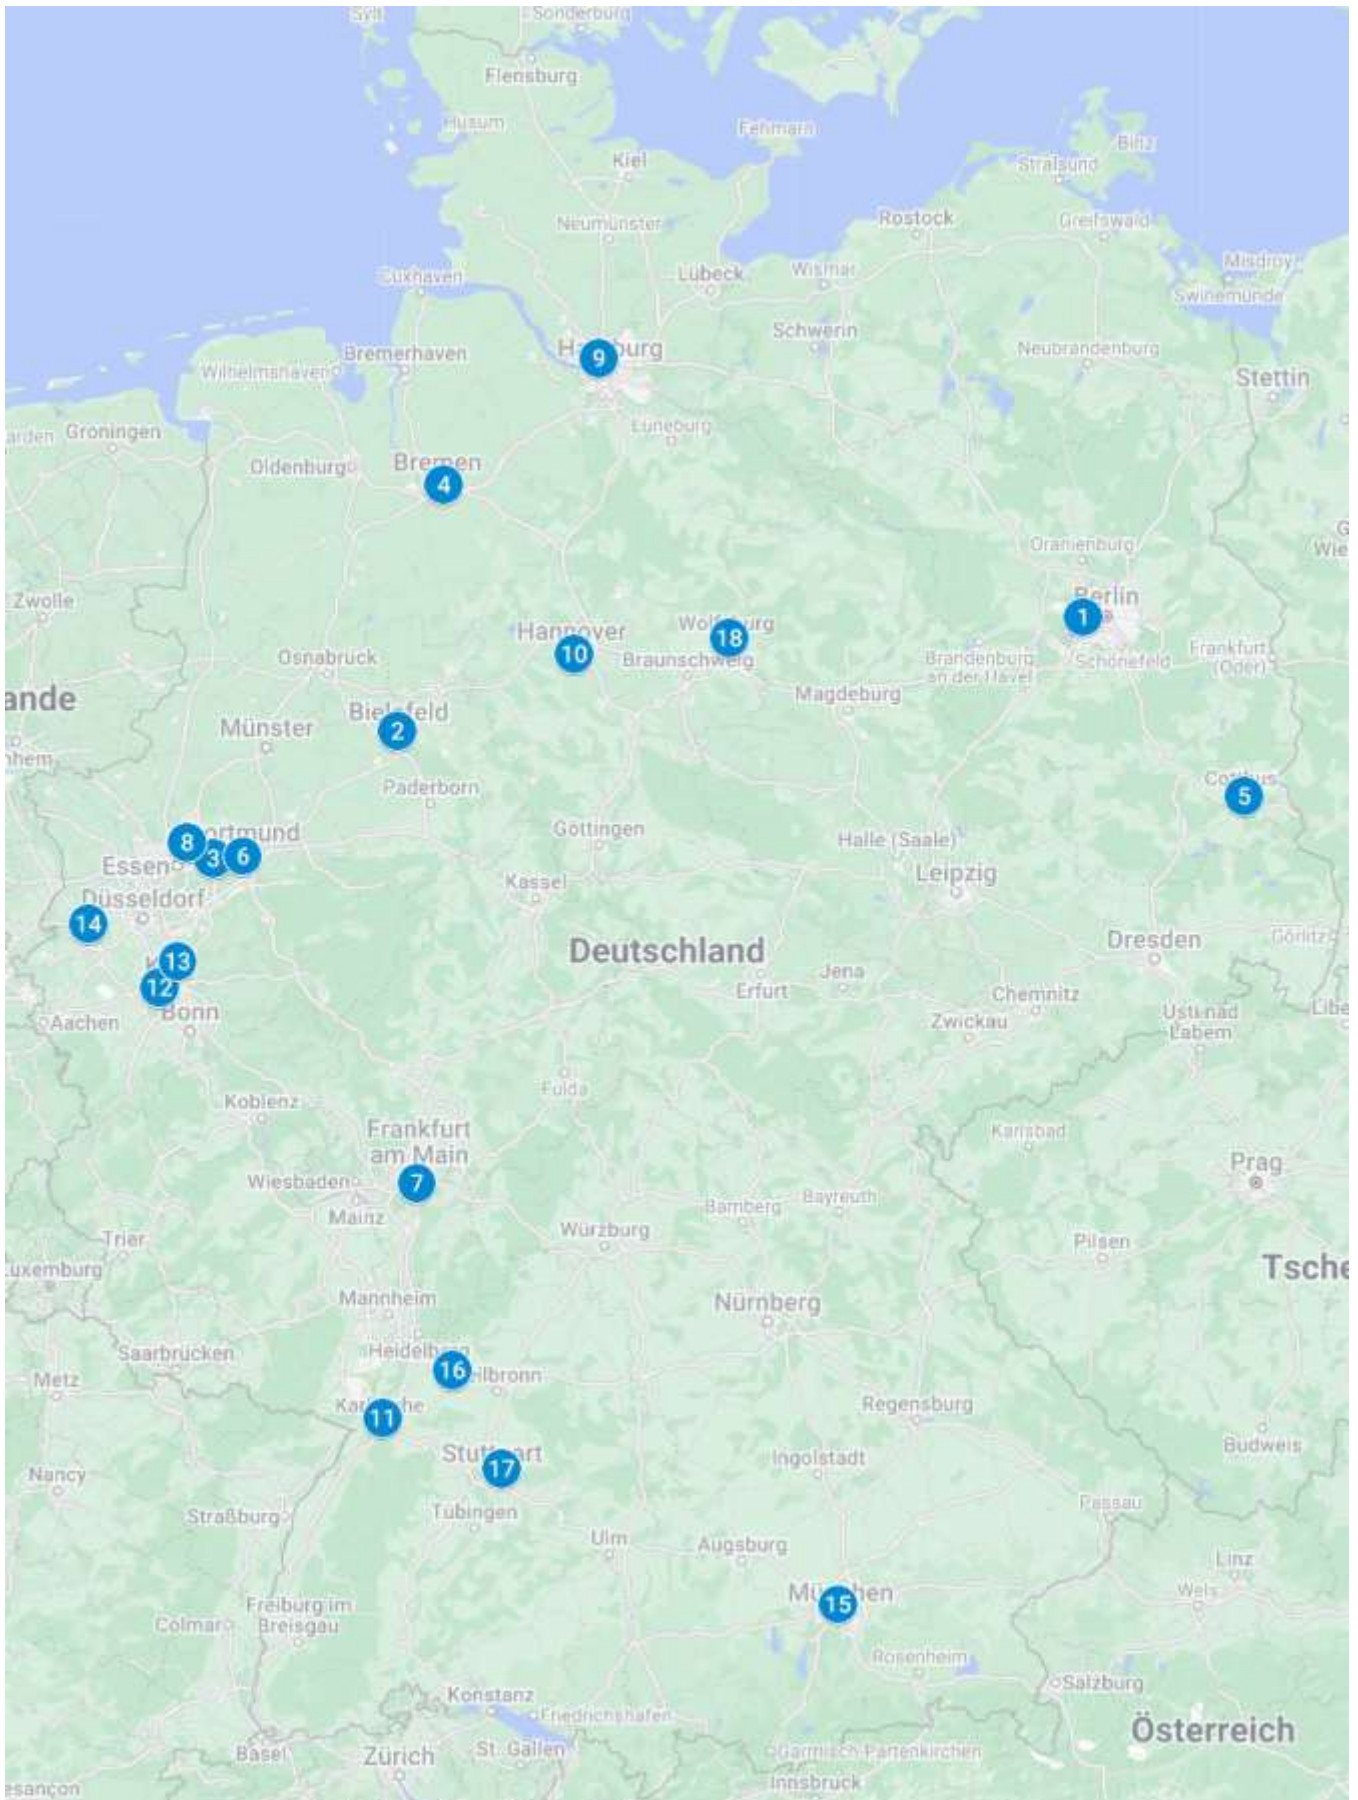 Sylt
Sonderburg
Flensburg
Husum
Fehmarn
Binz
Kiel
Stralsund
Neumünster
Rostock
Greifswald
Cuxhaven
Lübeck
Wismar
Misdroy
Swinemünde
Bremerhaven
9
Schwerin
Neubrandenburg
Wilhelmshaven
Stettin
Groningen
Lüneburg
Oldenburg
Bremen
4
Oranienburg
Zwolle
Berlin
1
Hannover
10
18
Osnabrück
Braunschweig
Brandenburg
an der Havel
Schönefeld
Frankfurt
(Oder)
Magdeburg
Münster
2
Paderborn
5
8
3
6
Essen
Göttingen
Halle (Saale)
Kassel
Leipzig
Düsseldorf
14
Deutschland
Dresden
Görlitz
13
12
Jena
Erfurt
Chemnitz
Bonn
Aachen
Zwickau
Ústí nad
Labem
Fulda
Koblenz
Frankfurt
am Main
7
Karlsbad
Prag
Wiesbaden
Mainz
Bamberg
Bayreuth
Würzburg
Trier
Pilsen
Mannheim
Nürnberg
Saarbrücken
16
Metz
11
Regensburg
Budweis
17
Ingolstadt
Nancy
Straßburg
Tübingen
Passau
Ulm
Augsburg
Linz
Wels
15
Freiburg im
Breisgau
Colmar
Rosenheim
Salzburg
Konstanz
Friedrichshafen
Österreich
Basel
Zürich
St. Gallen
Garmisch-Partenkirchen
Innsbruck